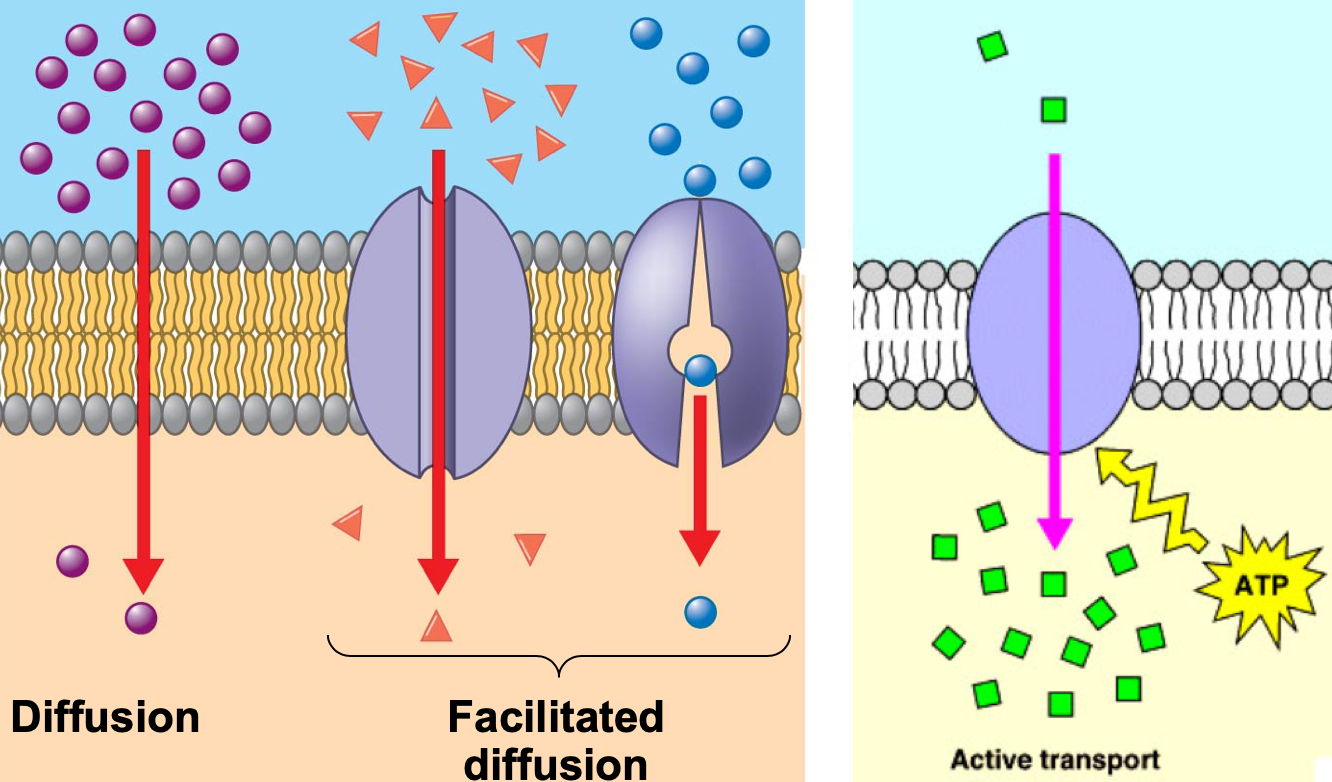 Diffusion
Facilitated
diffusion
ATP
Active transport